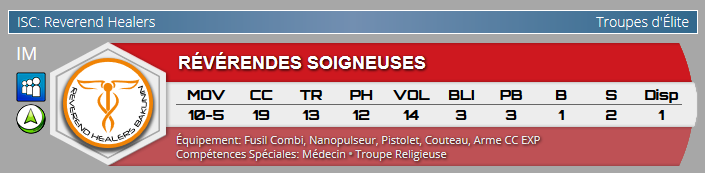 ISC: Reverend Healers
Troupes d'Élite
IM
RÉVÉRENDES SOIGNEUSES
REVEREND HEALERS BAKUNIN
MOV CC TR PH VOL BLI PB B S Disp
10-5 19 13 12 14 3 3 1 2 1
Équipement: Fusil Combi, Nanopulseur, Pistolet, Couteau, Arme CC EXP
Compétences Spéciales: Médecin • Troupe Religieuse